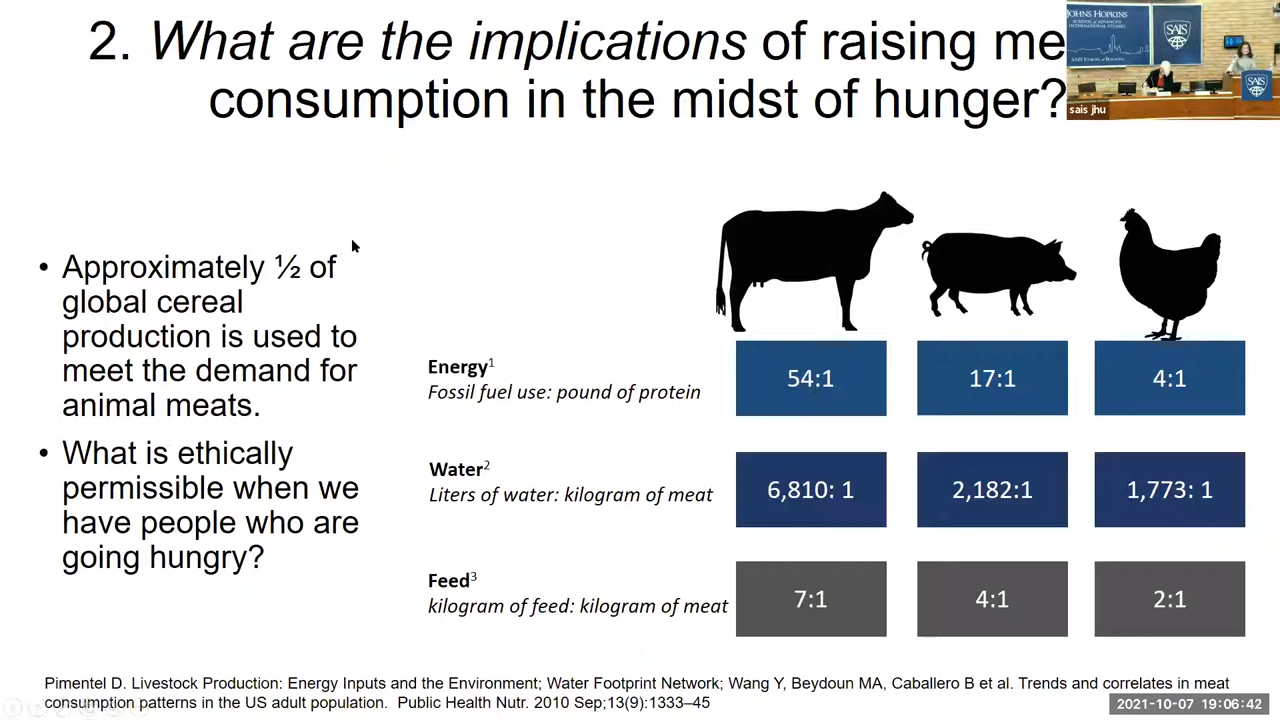 2. What are the implications of raising me
consumption in the midst of hunger?
JOHNS HOPKINS
SAIS
SAIS
sais jhu
• Approximately ½ of
global cereal
production is used to
meet the demand for
animal meats.
• What is ethically
permissible when we
have people who are
going hungry?
Energy¹
Fossil fuel use: pound of protein
54:1
17:1
4:1
Water²
Liters of water: kilogram of meat
6,810: 1
2,182:1
1,773: 1
Feed³
kilogram of feed: kilogram of meat
7:1
4:1
2:1
Pimentel D. Livestock Production: Energy Inputs and the Environment; Water Footprint Network; Wang Y, Beydoun MA, Caballero B et al. Trends and correlates in meat
consumption patterns in the US adult population. Public Health Nutr. 2010 Sep;13(9):1333–45
2021-10-07 19:06:42